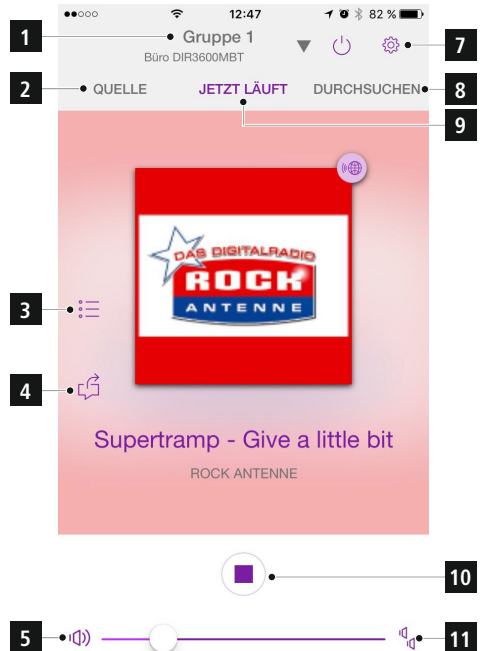 12:47
82 %
1
Gruppe 1
Büro DIR3600MBT
7
2
QUELLE
JETZT LÄUFT
DURCHSUCHEN
8
9
DAS DIGITALRADIO
ROCK
ANTENNE
3
4
Supertramp - Give a little bit
ROCK ANTENNE
10
5
11